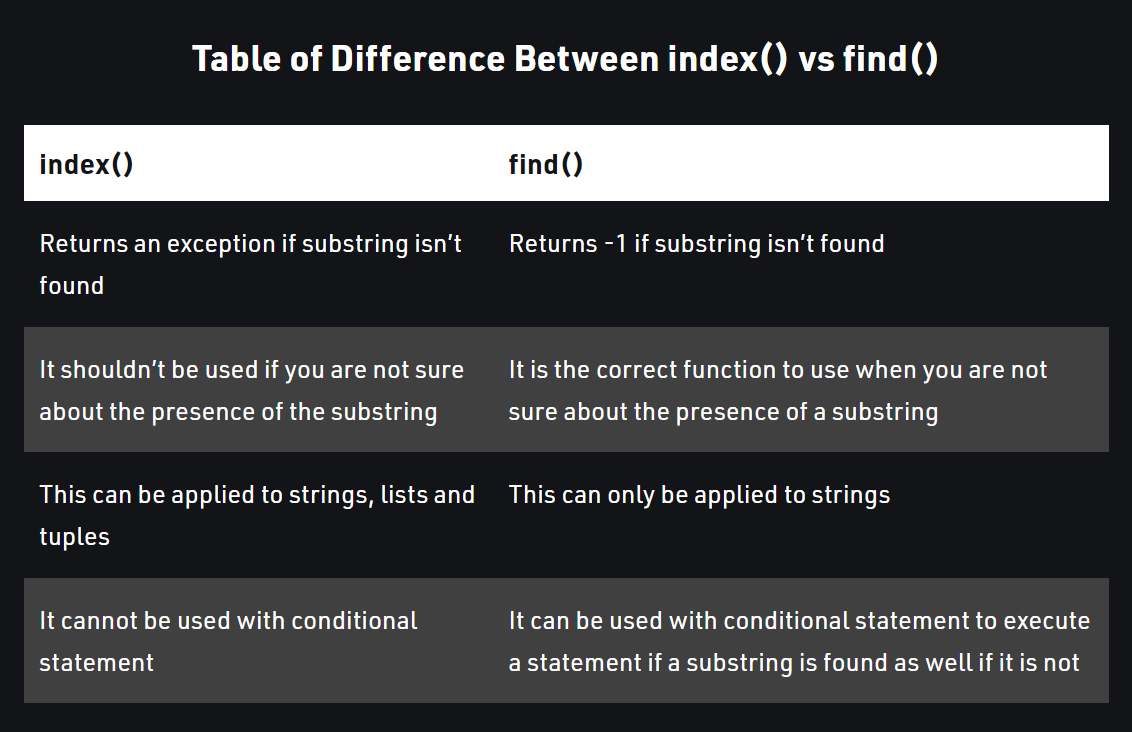 Table of Difference Between index() vs find()
index()
find()
Returns an exception if substring isn’t
found
Returns -1 if substring isn’t found
It shouldn’t be used if you are not sure
about the presence of the substring
It is the correct function to use when you are not
sure about the presence of a substring
This can be applied to strings, lists and
tuples
This can only be applied to strings
It cannot be used with conditional
statement
It can be used with conditional statement to execute
a statement if a substring is found as well if it is not